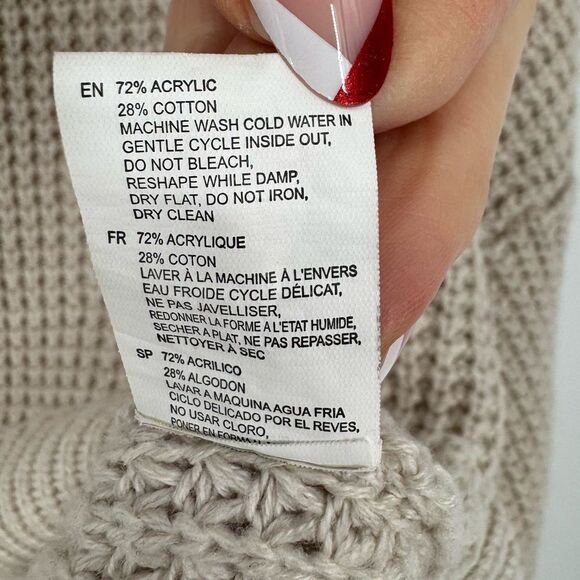 EN 72% ACRYLIC
28% COTTON
MACHINE WASH COLD WATER IN
GENTLE CYCLE INSIDE OUT,
DO NOT BLEACH,
RESHAPE WHILE DAMP,
DRY FLAT, DO NOT IRON,
DRY CLEAN
FR 72% ACRYLIQUE
28% COTON
LAVER À LA MACHINE À L'ENVERS
EAU FROIDE CYCLE DÉLICAT,
NE PAS JAVELLISER,
REDONNER LA FORME A L'ETAT HUMIDE,
SECHER A PLAT, NE PAS REPASSER,
NETTOYER À SEC
SP 72% ACRILICO
28% ALGODON
LAVAR A MAQUINA AGUA FRIA
CICLO DELICADO POR EL REVES,
NO USAR CLORO,
PONER EN